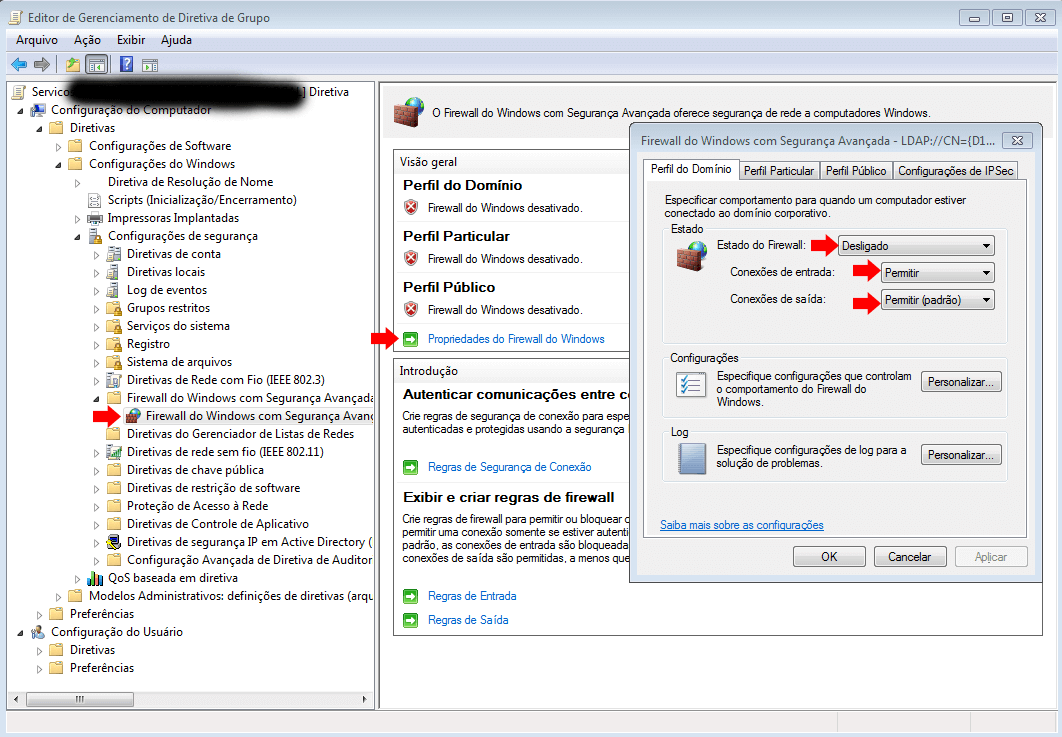 Editor de Gerenciamento de Diretiva de Grupo
Arquivo Ação Exibir Ajuda
Servico
] Diretiva
Configuração do Computador
Diretivas
Configurações de Software
Configurações do Windows
Diretiva de Resolução de Nome
Scripts (Inicialização/Encerramento)
Impressoras Implantadas
Configurações de segurança
Diretivas de conta
Diretivas locais
Log de eventos
Grupos restritos
Serviços do sistema
Registro
Sistema de arquivos
Diretivas de Rede com Fio (IEEE 802.3)
Firewall do Windows com Segurança Avançada
Firewall do Windows com Segurança Avanç
Diretivas do Gerenciador de Listas de Redes
Diretivas de rede sem fio (IEEE 802.11)
Diretivas de chave pública
Diretivas de restrição de software
Proteção de Acesso à Rede
Diretivas de Controle de Aplicativo
Diretivas de segurança IP em Active Directory (
Configuração Avançada de Diretiva de Auditor
QoS baseada em diretiva
Modelos Administrativos: definições de diretivas (arqu
Preferências
Configuração do Usuário
Diretivas
Preferências
O Firewall do Windows com Segurança Avançada oferece segurança de rede a computadores Windows.
Visão geral
Perfil do Domínio
Firewall do Windows desativado.
Perfil Particular
Firewall do Windows desativado.
Perfil Público
Firewall do Windows desativado.
Propriedades do Firewall do Windows
Introdução
Autenticar comunicações entre c
Crie regras de segurança de conexão para espe
autenticadas e protegidas usando a segurança
Regras de Segurança de Conexão
Exibir e criar regras de firewall
Crie regras de firewall para permitir ou bloquear c
permitir uma conexão somente se estiver autenti
padrão, as conexões de entrada são bloqueada
conexões de saída são permitidas, a menos que
Regras de Entrada
Regras de Saída
Firewall do Windows com Segurança Avançada - LDAP://CN={D1...
Perfil do Domínio Perfil Particular Perfil Público Configurações de IPSec
Especificar comportamento para quando um computador estiver
conectado ao domínio corporativo.
Estado
Estado do Firewall: Desligado
Conexões de entrada: Permitir
Conexões de saída: Permitir (padrão)
Configurações
Especifique configurações que controlam
o comportamento do Firewall do
Windows.
Personalizar...
Log
Especifique configurações de log para a
solução de problemas.
Personalizar...
Saiba mais sobre as configurações
OK Cancelar Aplicar